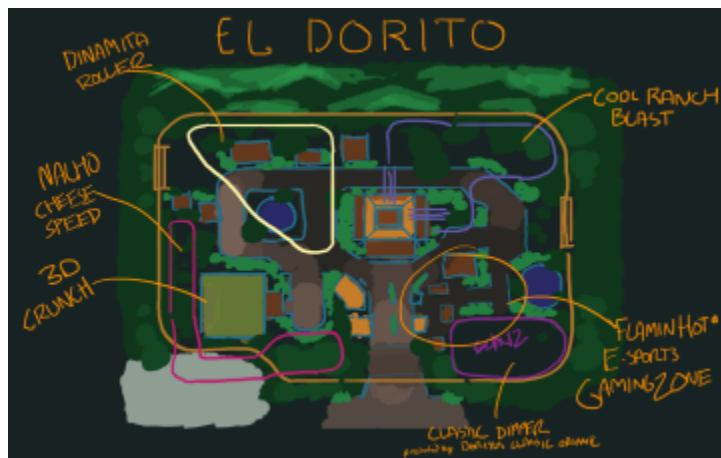 EL DORITO
DINAMITA
ROLLER
COOL RANCH
BLAST
NACHO
CHEESE
SPEED
3D
CRUNCH
FLAMIN HOT
E-SPORTS
GAMING ZONE
CLASSIC DIPPER